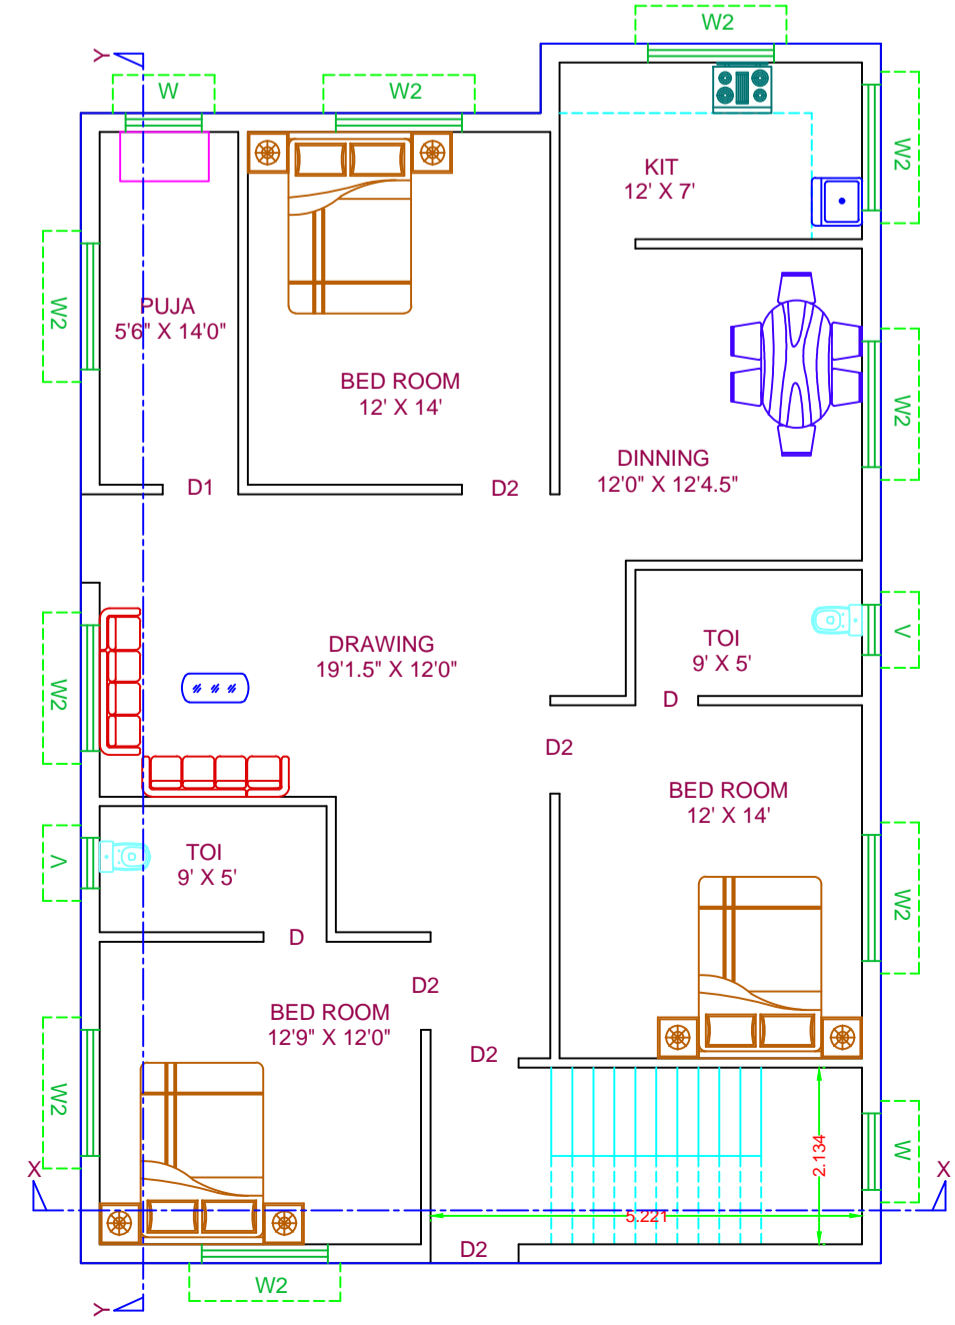 W2
Y
W
W2
W2
KIT
12' X 7'
W2
PUJA
5'6" X 14'0"
BED ROOM
12' X 14'
W2
DINNING
12'0" X 12'4.5"
D1
D2
V
TOI
9' X 5'
DRAWING
19'1.5" X 12'0"
W2
D
D2
BED ROOM
12' X 14'
V
TOI
9' X 5'
W2
D
D2
BED ROOM
12'9" X 12'0"
D2
W2
W
2.134
X
X
5.221
D2
W2
Y